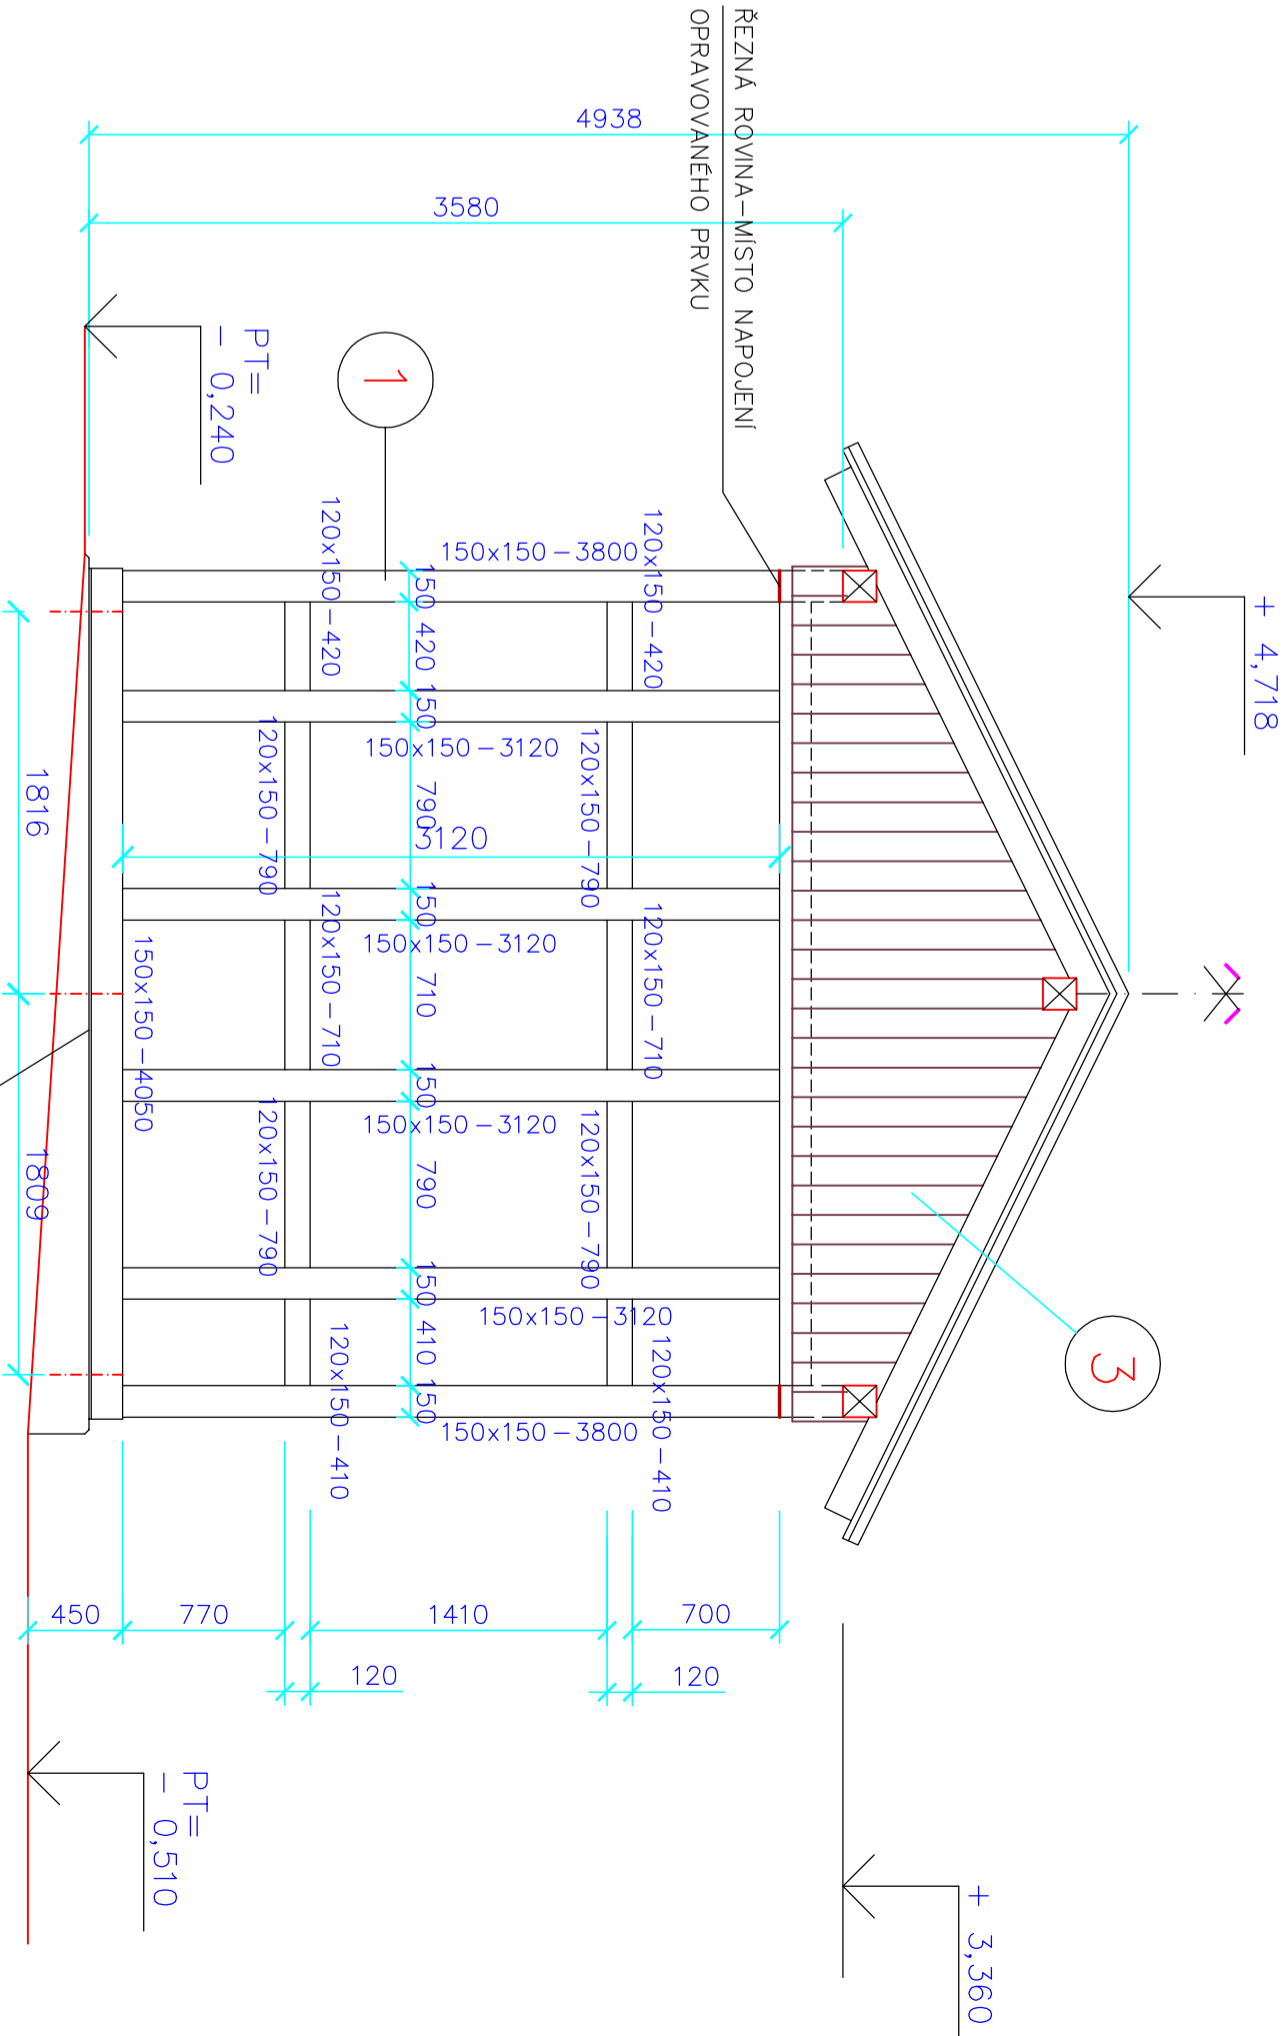 + 4,718
4938
3580
ŘEZNÁ ROVINA-MÍSTO NAPOJENÍ
OPRAVOVANÉHO PRVKU
3
+ 3,360
1
PT=
- 0,240
PT=
- 0,510
150x150-3800
150x150-3120
150x150-3120
150x150-3120
150x150-3120
150x150-3800
120x150-420
120x150-790
120x150-710
120x150-790
120x150-410
150
420
150
790
150
710
150
790
150
410
150
3120
120x150-420
120x150-790
120x150-710
120x150-790
120x150-410
150x150-4050
1816
1809
450
770
1410
700
120
120